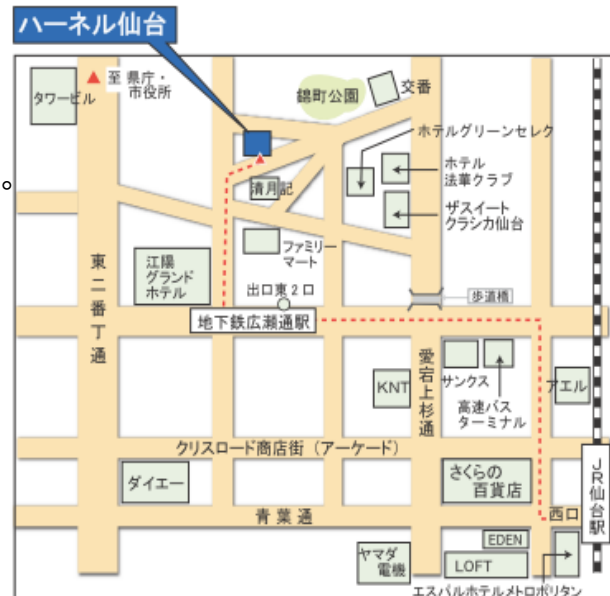 ハーネル仙台
至 県庁・
市役所
タワービル
錦町公園
交番
ホテルグリーンセレク
ホテル
法華クラブ
ザスイート
クラシカ仙台
清月記
ファミリー
マート
江陽
グランド
ホテル
出口東2口
歩道橋
地下鉄広瀬通駅
東二番丁通
愛宕上杉通
KNT
サンクス
高速バス
ターミナル
アエル
クリスロード商店街（アーケード）
ダイエー
さくらの
百貨店
JR仙台駅
青葉通
西口
EDEN
ヤマダ
電機
LOFT
エスパルホテルメトロポリタン
。